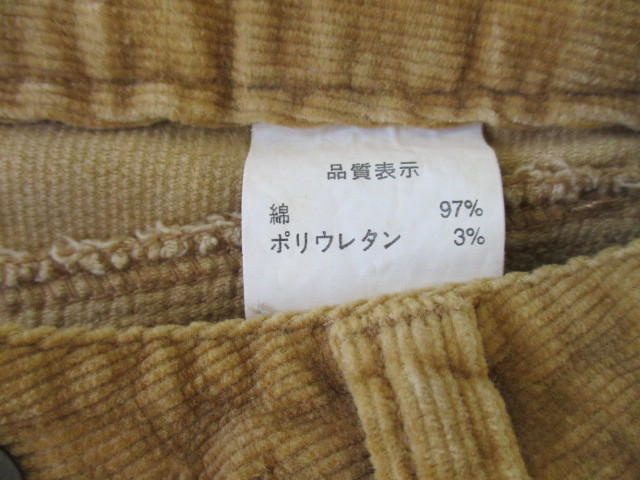 品質表示
綿 97%
ポリウレタン 3%